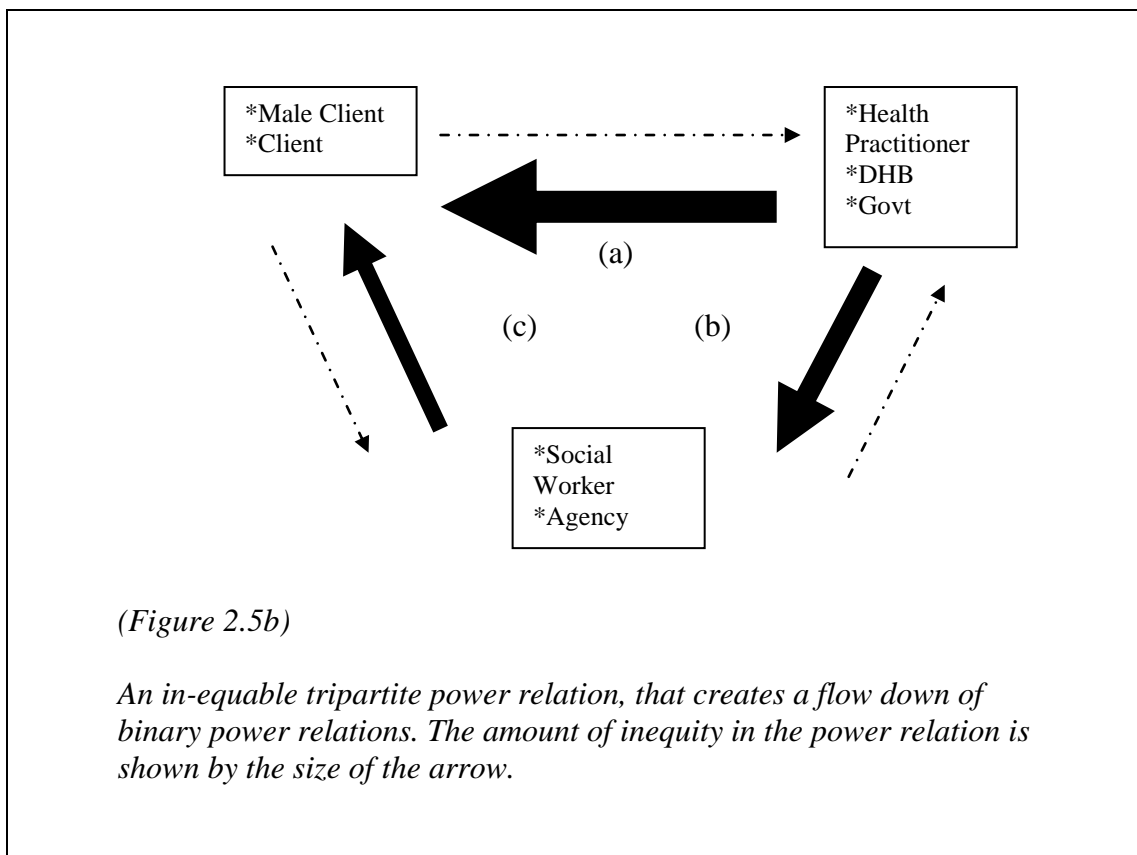 *Male Client
*Client
*Health
Practitioner
*DHB
*Govt
(a)
(c)
(b)
*Social
Worker
*Agency
(Figure 2.5b)
An in-equable tripartite power relation, that creates a flow down of
binary power relations. The amount of inequity in the power relation is
shown by the size of the arrow.